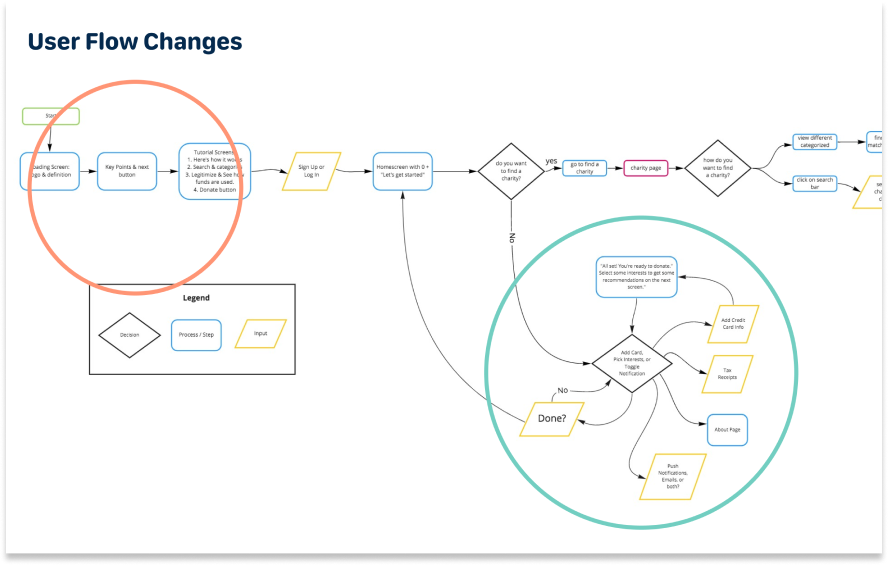 User Flow Changes
Start
Loading Screen:
logo & definition
Key Points & next
button
Tutorial Screens
1. Here's how it works
2. Search & categories
3. Legitimize & See how
funds are used.
4. Donate button
Sign Up or
Log In
Homescreen with 0 +
"Let's get started"
do you want
to find a
charity?
yes
go to find a
charity
charity page
how do you
want to find
a charity?
view different
categorized
fin
match
click on search
bar
se
cha
c
No
"All set! You're ready to donate."
Select some interests to get some
recommendations on the next
screen."
Add Credit
Card Info
Add Card,
Pick Interests, or
Toggle
Notification
Tax
Receipts
No
Done?
About Page
Push
Notifications,
Emails, or
both?
Legend
Decision
Process / Step
Input